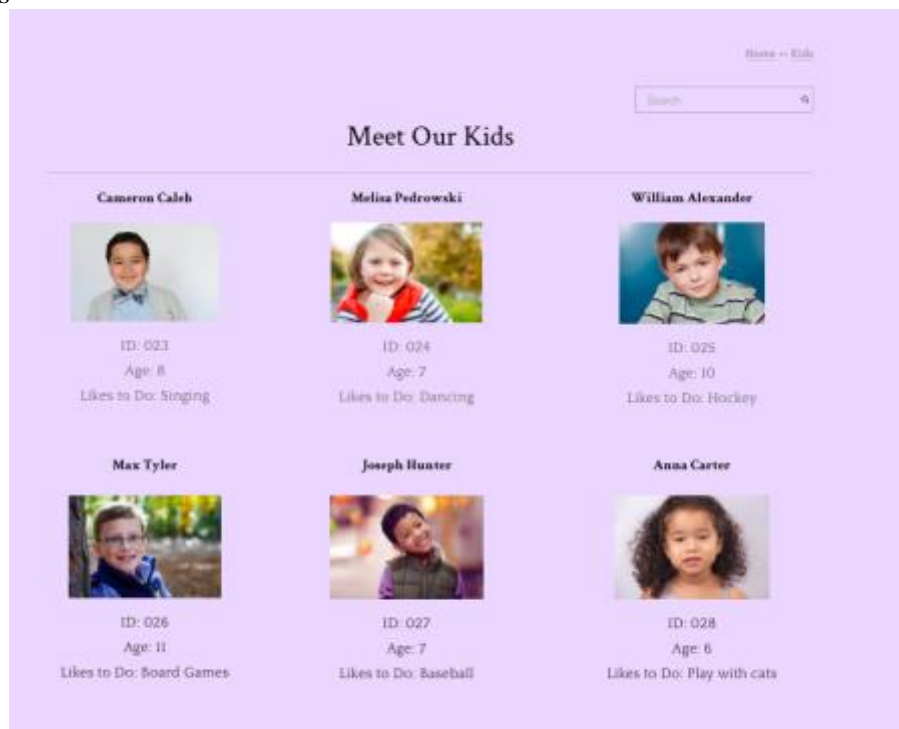 s
Home — Kids
Search
Meet Our Kids
Cameron Caleb
Melisa Pedrowski
William Alexander
ID: 023
ID: 024
ID: 025
Age: 8
Age: 7
Age: 10
Likes to Do: Singing
Likes to Do: Dancing
Likes to Do: Hockey
Max Tyler
Joseph Hunter
Anna Carter
ID: 026
ID: 027
ID: 028
Age: 11
Age: 7
Age: 6
Likes to Do: Board Games
Likes to Do: Baseball
Likes to Do: Play with cats